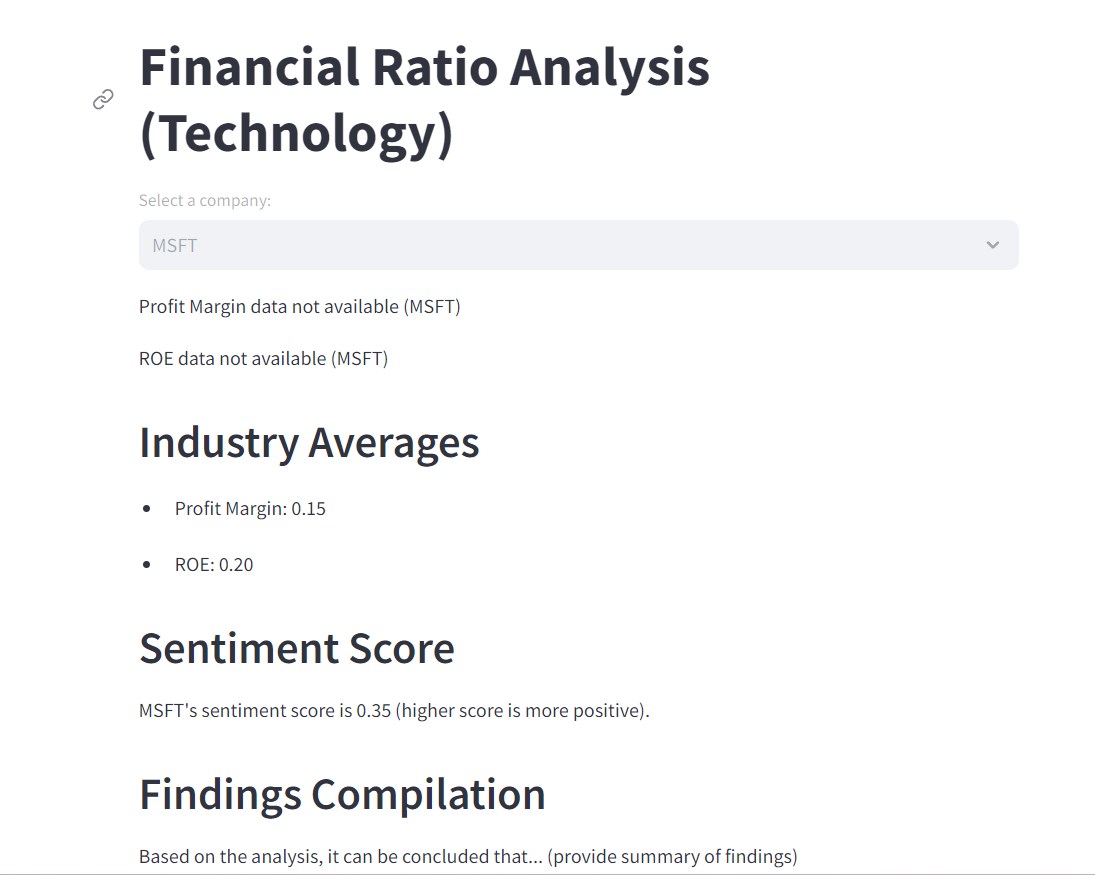 Financial Ratio Analysis
(Technology)
Select a company:
MSFT
Profit Margin data not available (MSFT)
ROE data not available (MSFT)
Industry Averages
Profit Margin: 0.15
ROE: 0.20
Sentiment Score
MSFT's sentiment score is 0.35 (higher score is more positive).
Findings Compilation
Based on the analysis, it can be concluded that... (provide summary of findings)